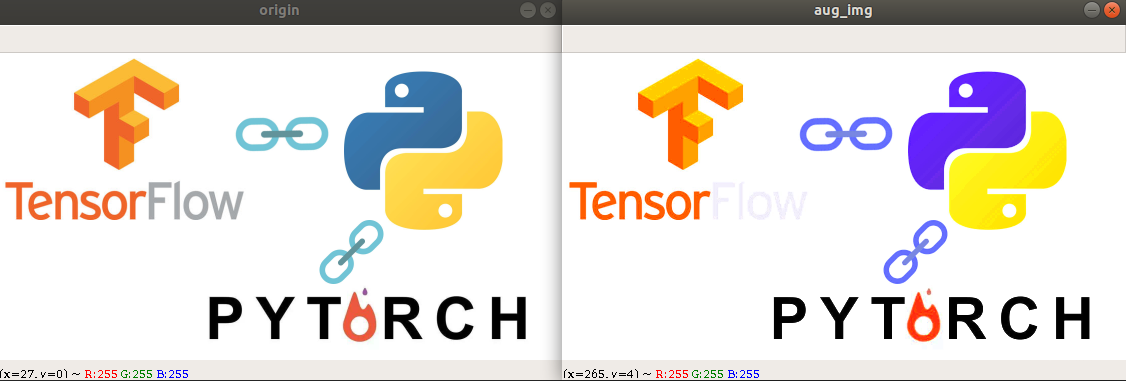 origin
aug_img
TensorFlow
PYTORCH
(x=27, y=0) ~ R:255 G:255 B:255
TensorFlow
PYTORCH
(x=265, y=4) ~ R:255 G:255 B:255